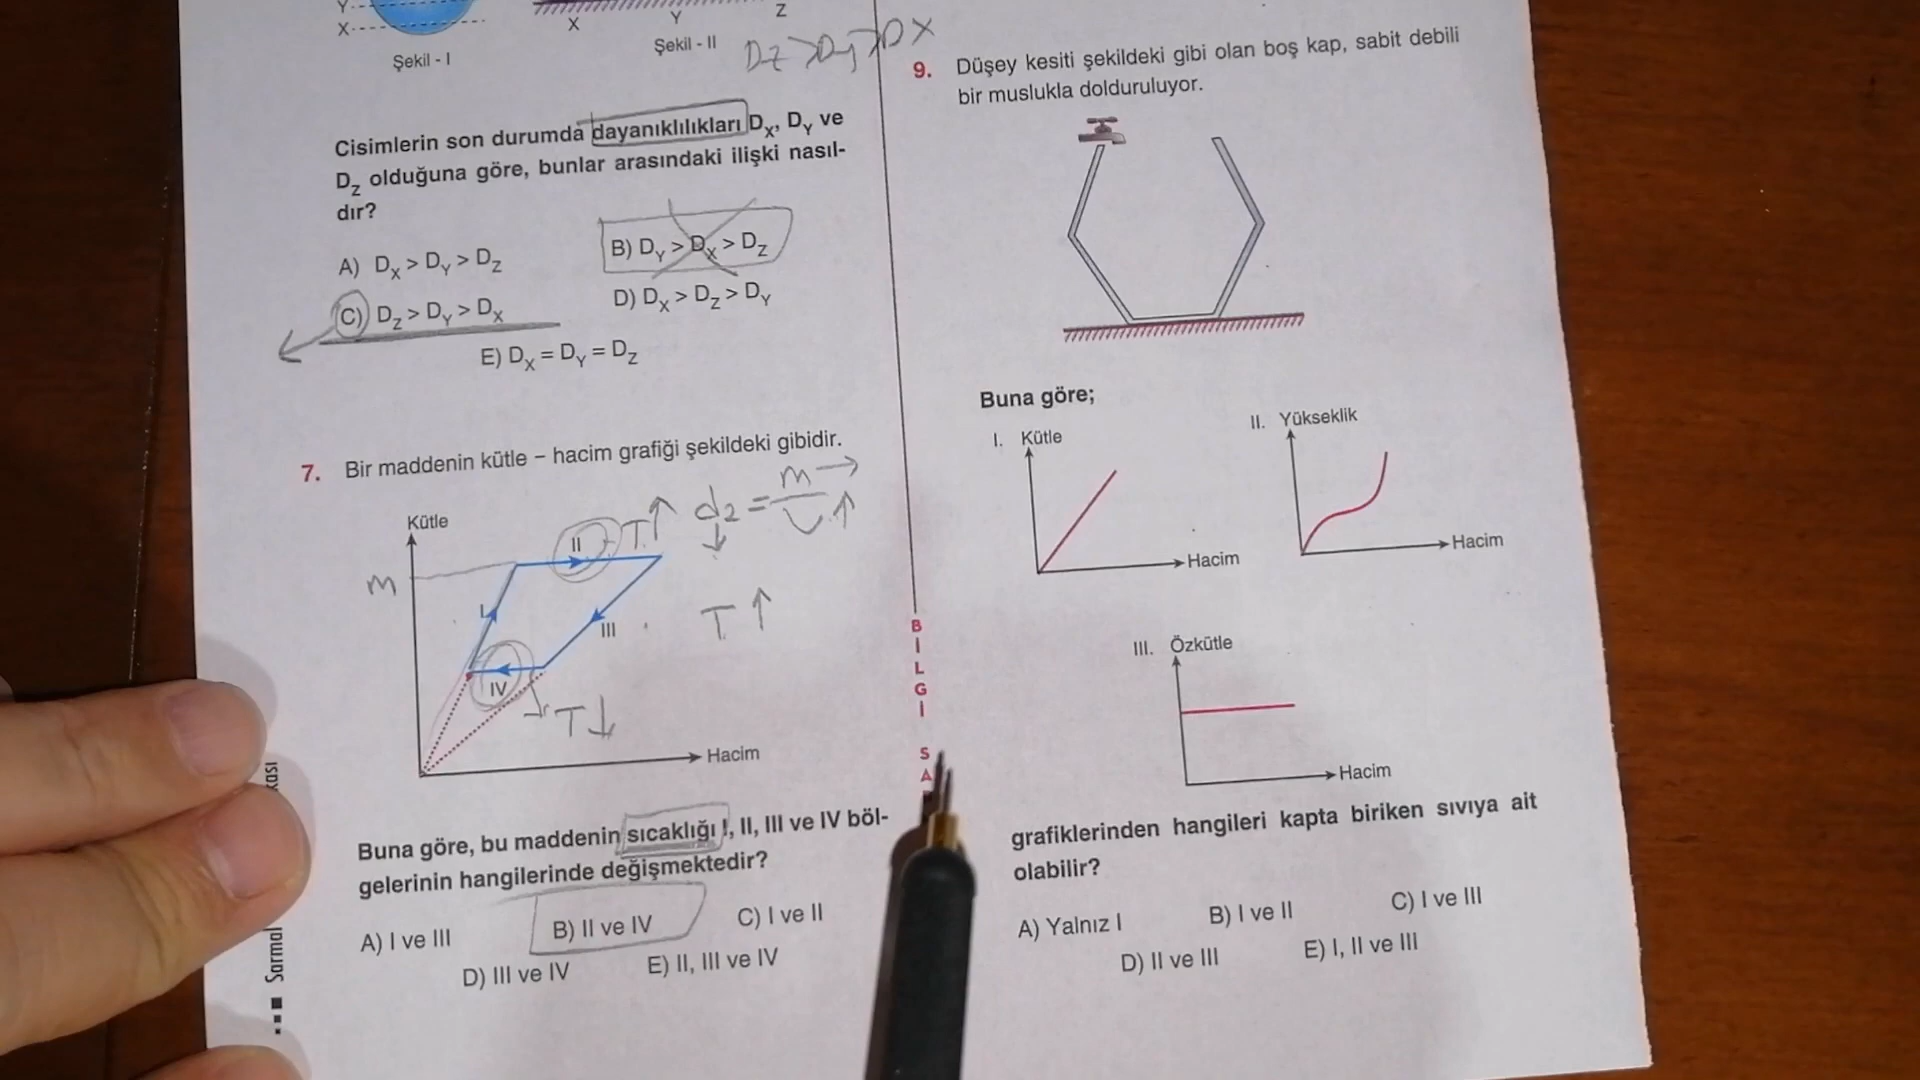 Y
X
Şekil - I
X
Y
Z
Şekil - II
Dz > Dy > DX
Cisimlerin son durumda dayanıklılıkları DX, DY ve
DZ olduğuna göre, bunlar arasındaki ilişki nasıl-
dır?
A) DX > DY > DZ
B) DY > DX > DZ
C) DZ > DY > DX
D) DX > DZ > DY
E) DX = DY = DZ
7. Bir maddenin kütle – hacim grafiği şekildeki gibidir.
Kütle
m
I
II
III
IV
T↑
d2 = m→ / V↑
↓
T↑
T↓
Hacim
Buna göre, bu maddenin sıcaklığı I, II, III ve IV böl-
gelerinin hangilerinde değişmektedir?
A) I ve III
B) II ve IV
C) I ve II
D) III ve IV
E) II, III ve IV
Sarmal
kası
BİLGİ
SA
9. Düşey kesiti şekildeki gibi olan boş kap, sabit debili
bir muslukla dolduruluyor.
Buna göre;
I. Kütle
Hacim
II. Yükseklik
Hacim
III. Özkütle
Hacim
grafiklerinden hangileri kapta biriken sıvıya ait
olabilir?
A) Yalnız I
B) I ve II
C) I ve III
D) II ve III
E) I, II ve III